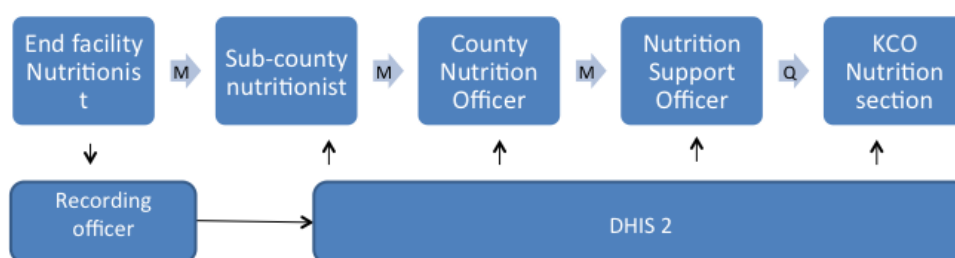 End facility
Nutritionis
t
M
Sub-county
nutritionist
M
County
Nutrition
Officer
M
Nutrition
Support
Officer
Q
KCO
Nutrition
section
Recording
officer
DHIS 2